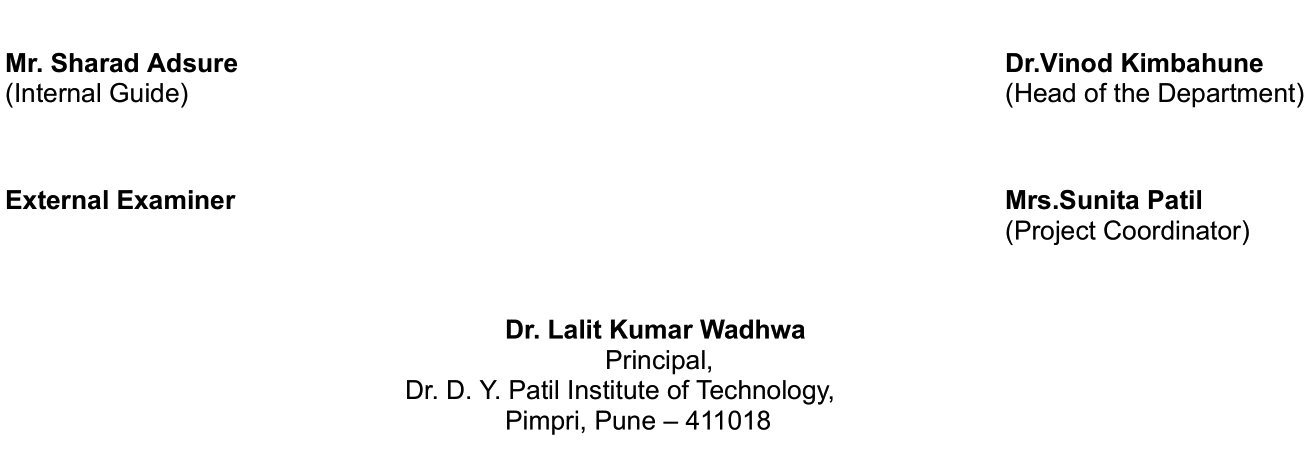 Mr. Sharad Adsure
(Internal Guide)
Dr.Vinod Kimbahune
(Head of the Department)
External Examiner
Mrs.Sunita Patil
(Project Coordinator)
Dr. Lalit Kumar Wadhwa
Principal,
Dr. D. Y. Patil Institute of Technology,
Pimpri, Pune – 411018